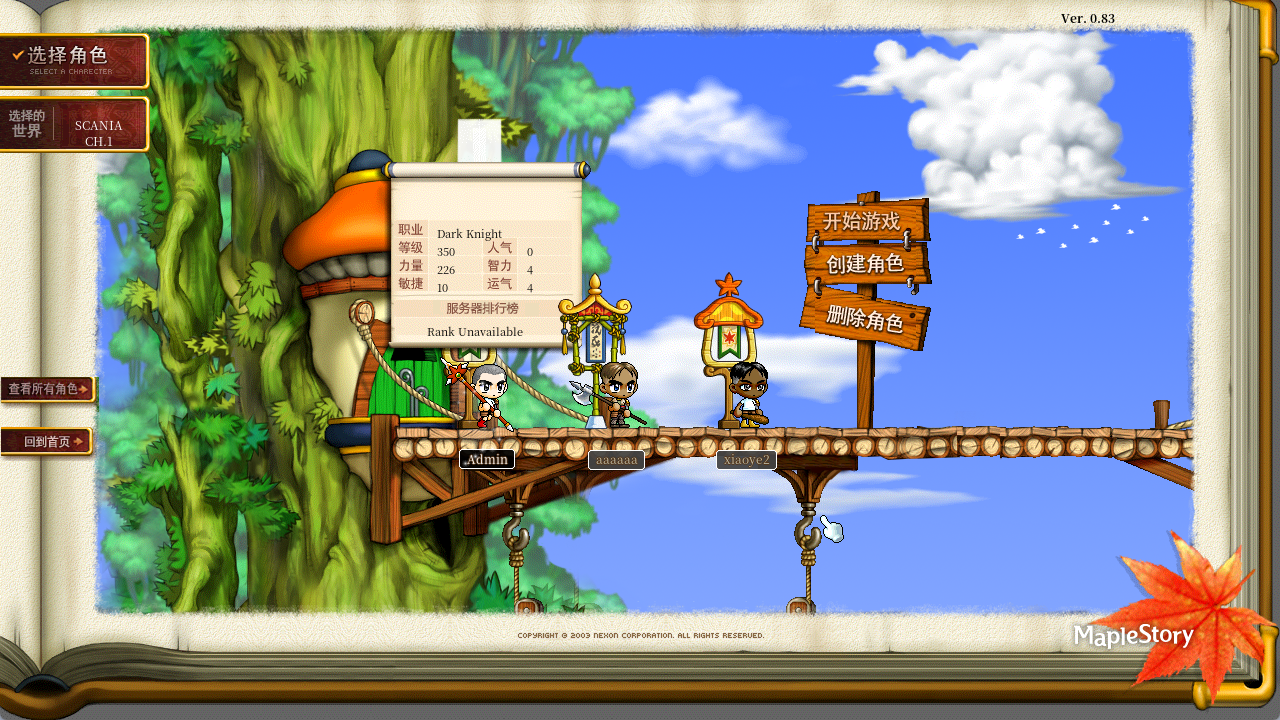 Ver. 0.83
选择角色
SELECT A CHARECTER
选择的
世界
SCANIA
CH.1
职业 Dark Knight
等级 350 人气 0
力量 226 智力 4
敏捷 10 运气 4
服务器排行榜
Rank Unavailable
开始游戏
创建角色
删除角色
查看所有角色
回到首页
Admin
aaaaaa
xiaoye2
COPYRIGHT © 2003 NEXON CORPORATION. ALL RIGHTS RESERVED.
MapleStory